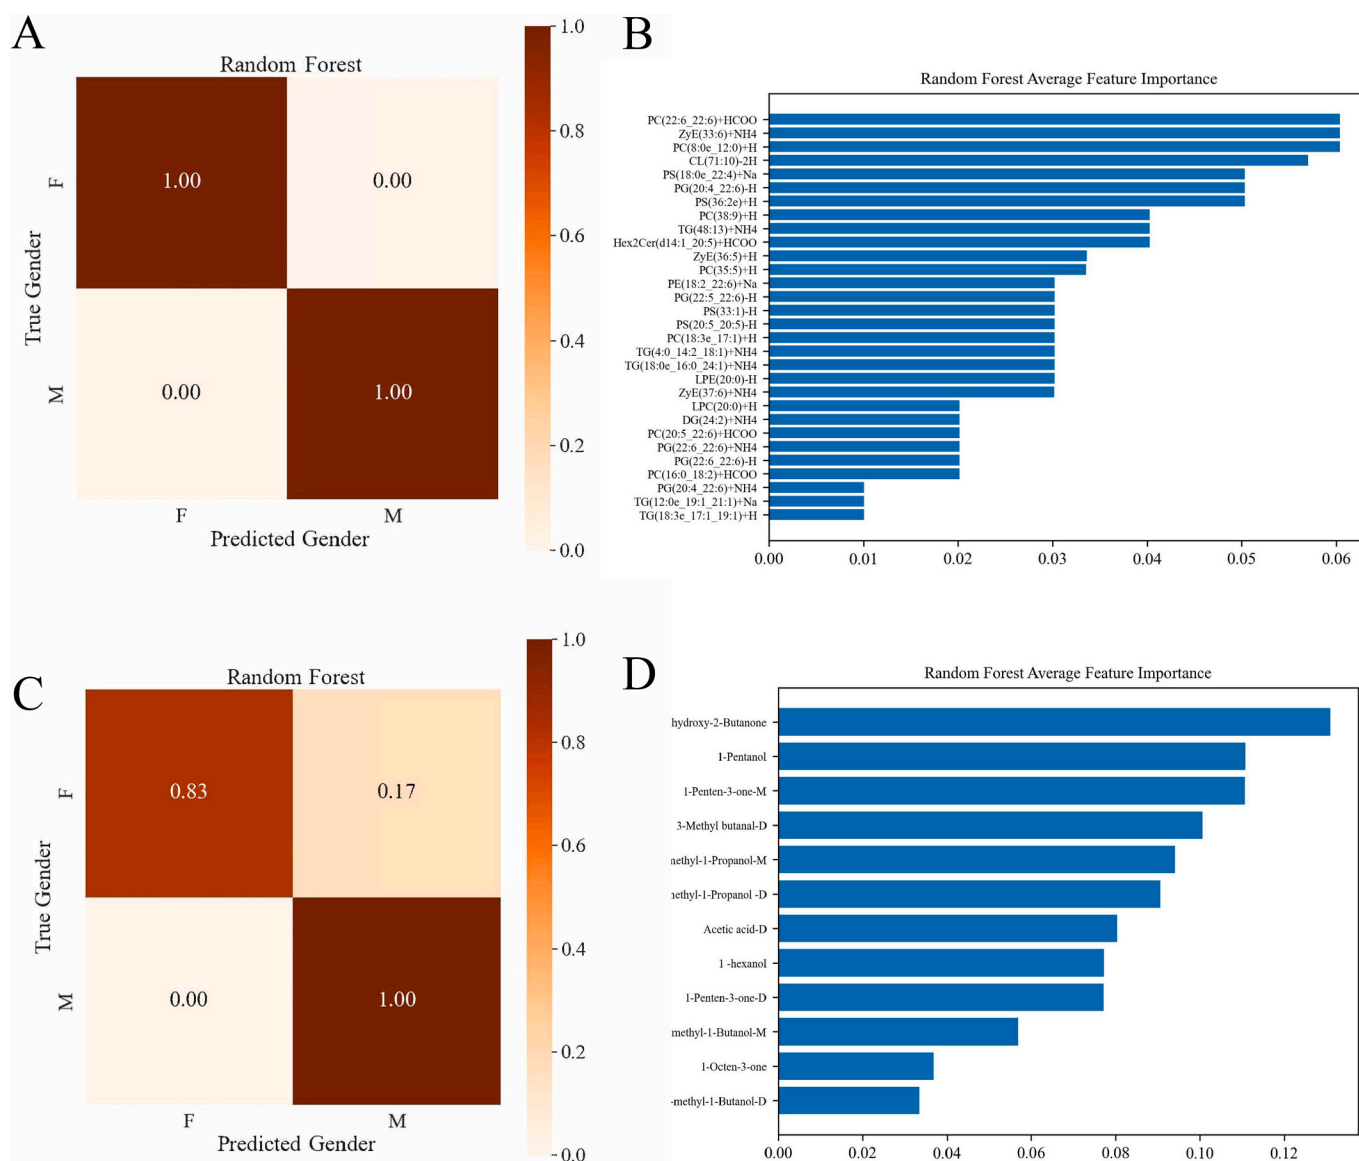 A
Random Forest
1.0
0.8
0.6
0.4
0.2
0.0
F
M
True Gender
1.00
0.00
0.00
1.00
F
M
Predicted Gender
B
Random Forest Average Feature Importance
PC(22:6_22:6)+HCOO
ZyE(33:6)+NH4
PC(8:0e_12:0)+H
CL(71:10)-2H
PS(18:0e_22:4)+Na
PG(20:4_22:6)-H
PS(36:2e)+H
PC(38:9)+H
TG(48:13)+NH4
Hex2Cer(d14:1_20:5)+HCOO
ZyE(36:5)+H
PC(35:5)+H
PE(18:2_22:6)+Na
PG(22:5_22:6)-H
PS(33:1)-H
PS(20:5_20:5)-H
PC(18:3e_17:1)+H
TG(4:0_14:2_18:1)+NH4
TG(18:0e_16:0_24:1)+NH4
LPE(20:0)-H
ZyE(37:6)+NH4
LPC(20:0)+H
DG(24:2)+NH4
PC(20:5_22:6)+HCOO
PG(22:6_22:6)+NH4
PG(22:6_22:6)-H
PC(16:0_18:2)+HCOO
PG(20:4_22:6)+NH4
TG(12:0e_19:1_21:1)+Na
TG(18:3e_17:1_19:1)+H
0.00 0.01 0.02 0.03 0.04 0.05 0.06
C
Random Forest
1.0
0.8
0.6
0.4
0.2
0.0
F
M
True Gender
0.83
0.17
0.00
1.00
F
M
Predicted Gender
D
Random Forest Average Feature Importance
hydroxy-2-Butanone
1-Pentanol
1-Penten-3-one-M
3-Methyl butanal-D
methyl-1-Propanol-M
methyl-1-Propanol -D
Acetic acid-D
1 -hexanol
1-Penten-3-one-D
methyl-1-Butanol-M
1-Octen-3-one
-methyl-1-Butanol-D
0.00 0.02 0.04 0.06 0.08 0.10 0.12